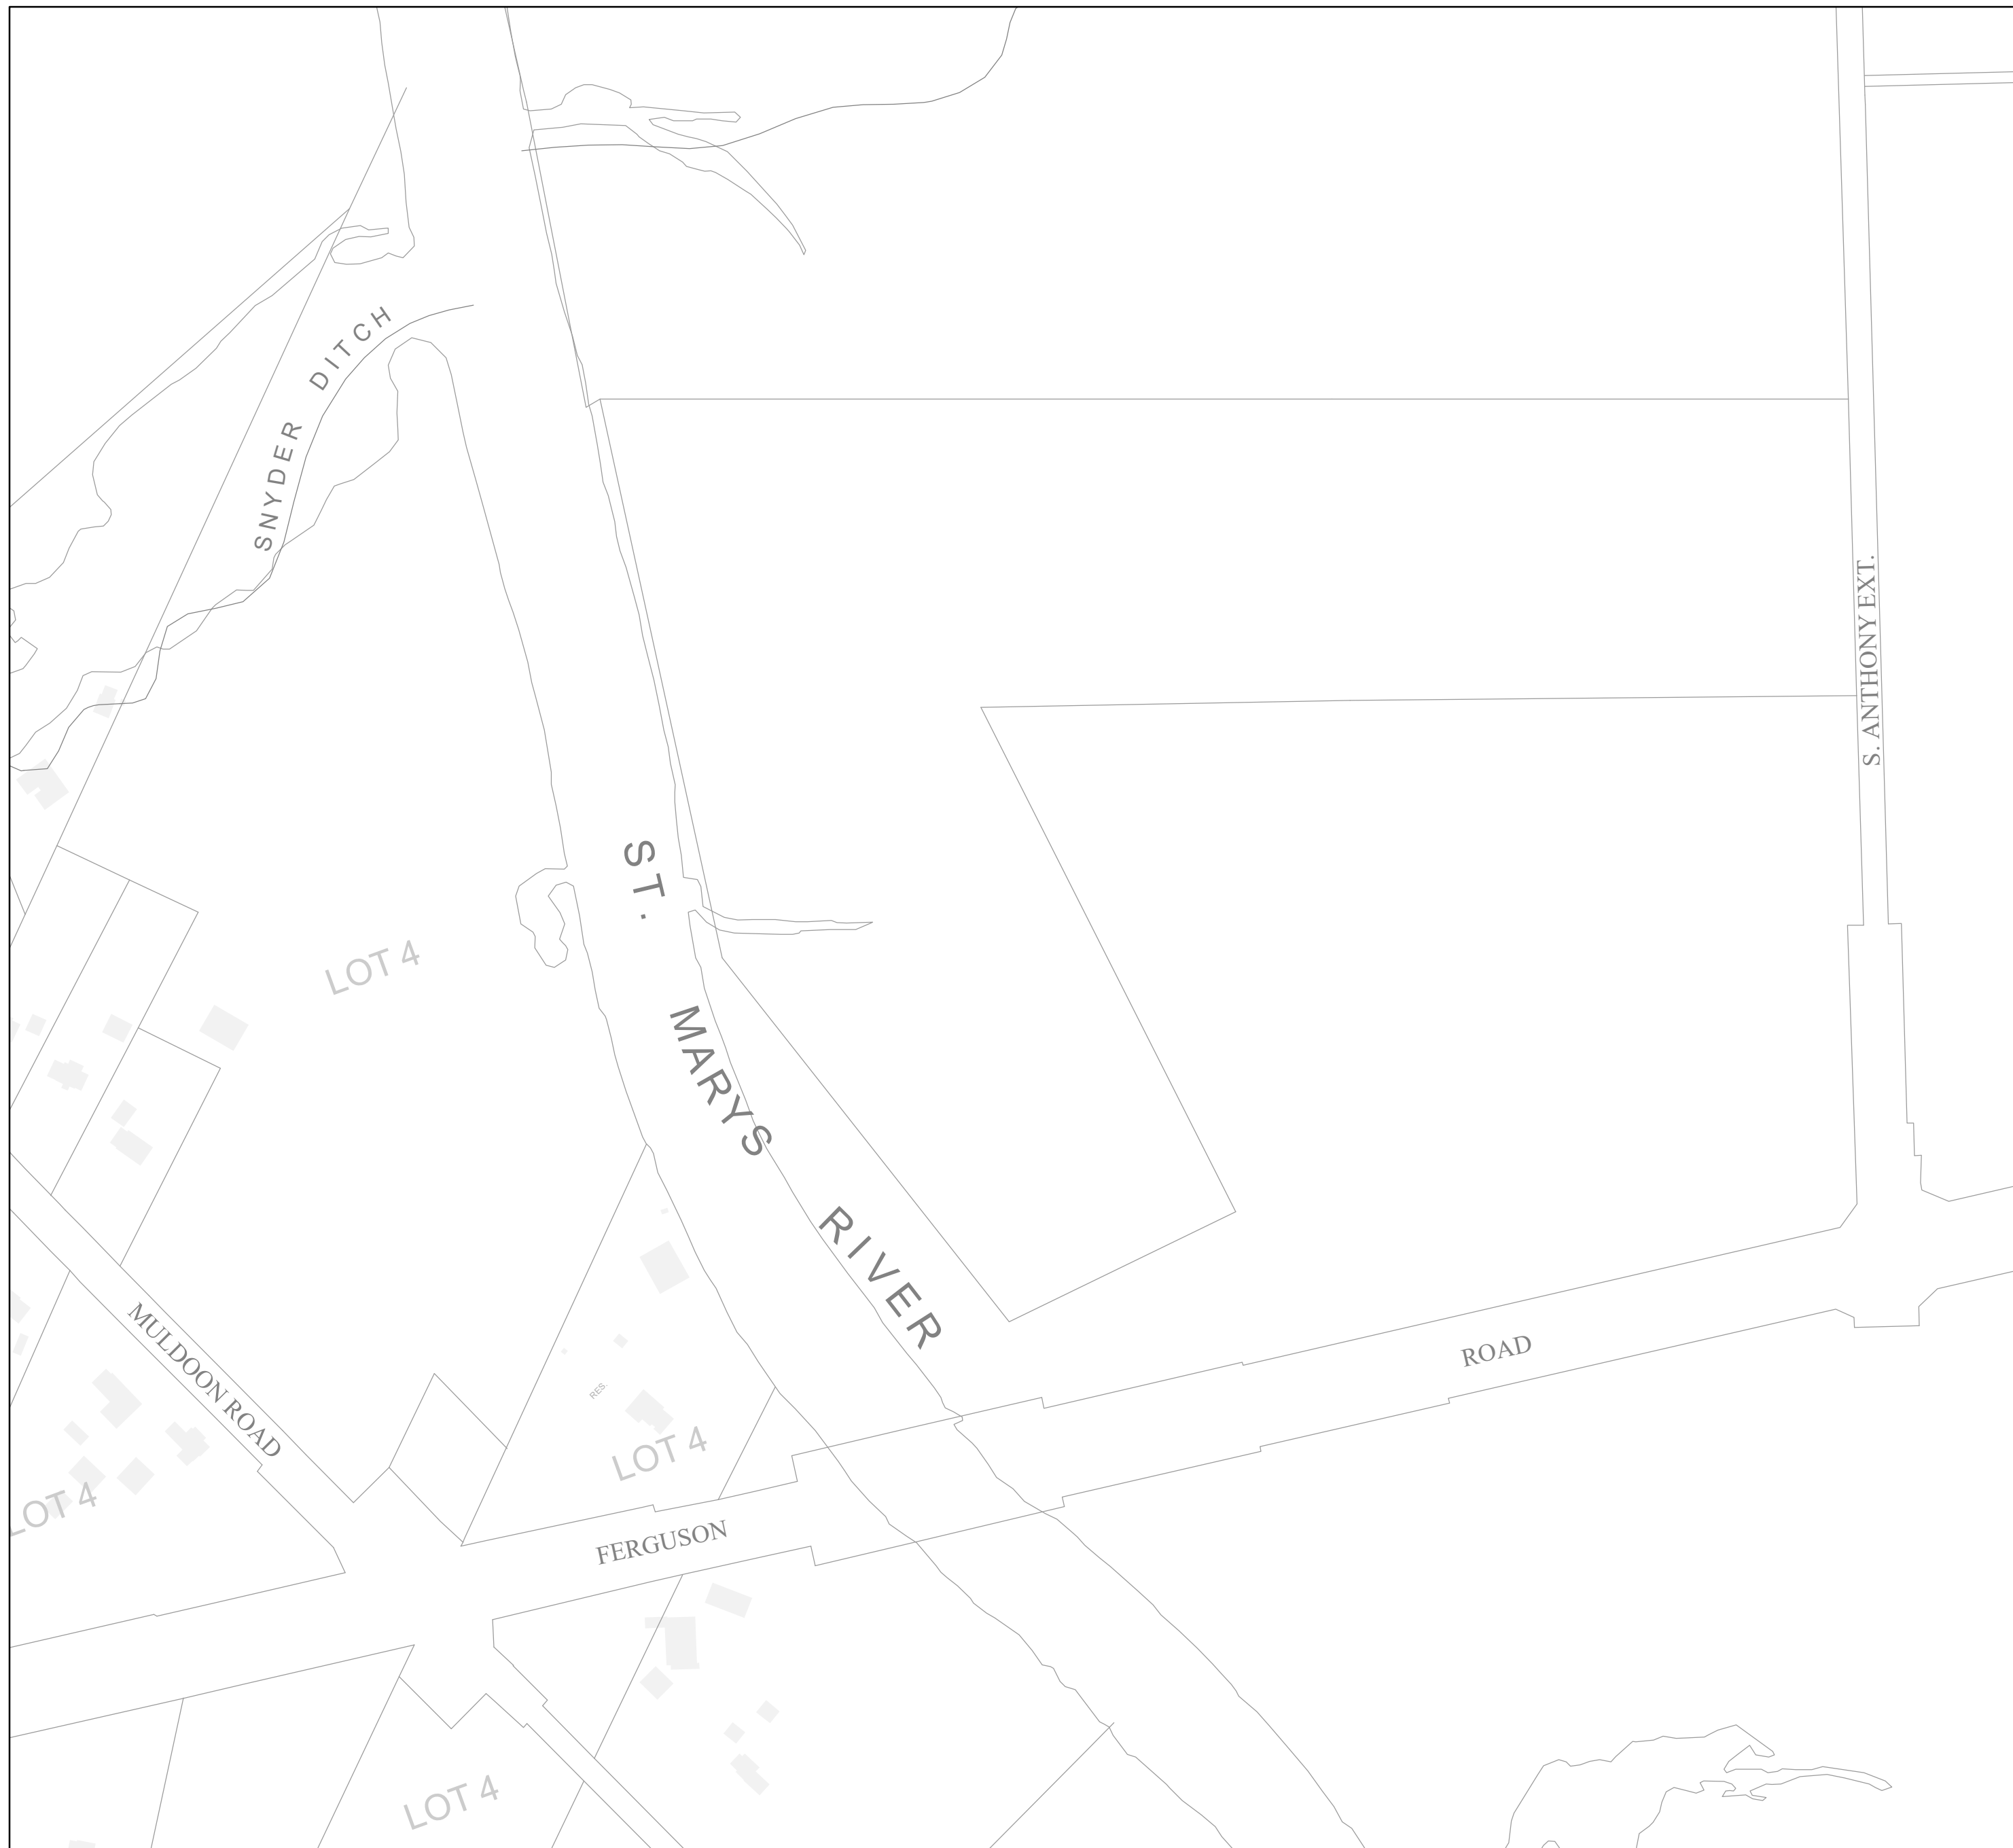 SNYDER DITCH
S. ANTHONY EXT.
ST. MARYS RIVER
LOT 4
MULDOON ROAD
RES.
LOT 4
LOT 4
FERGUSON ROAD
LOT 4